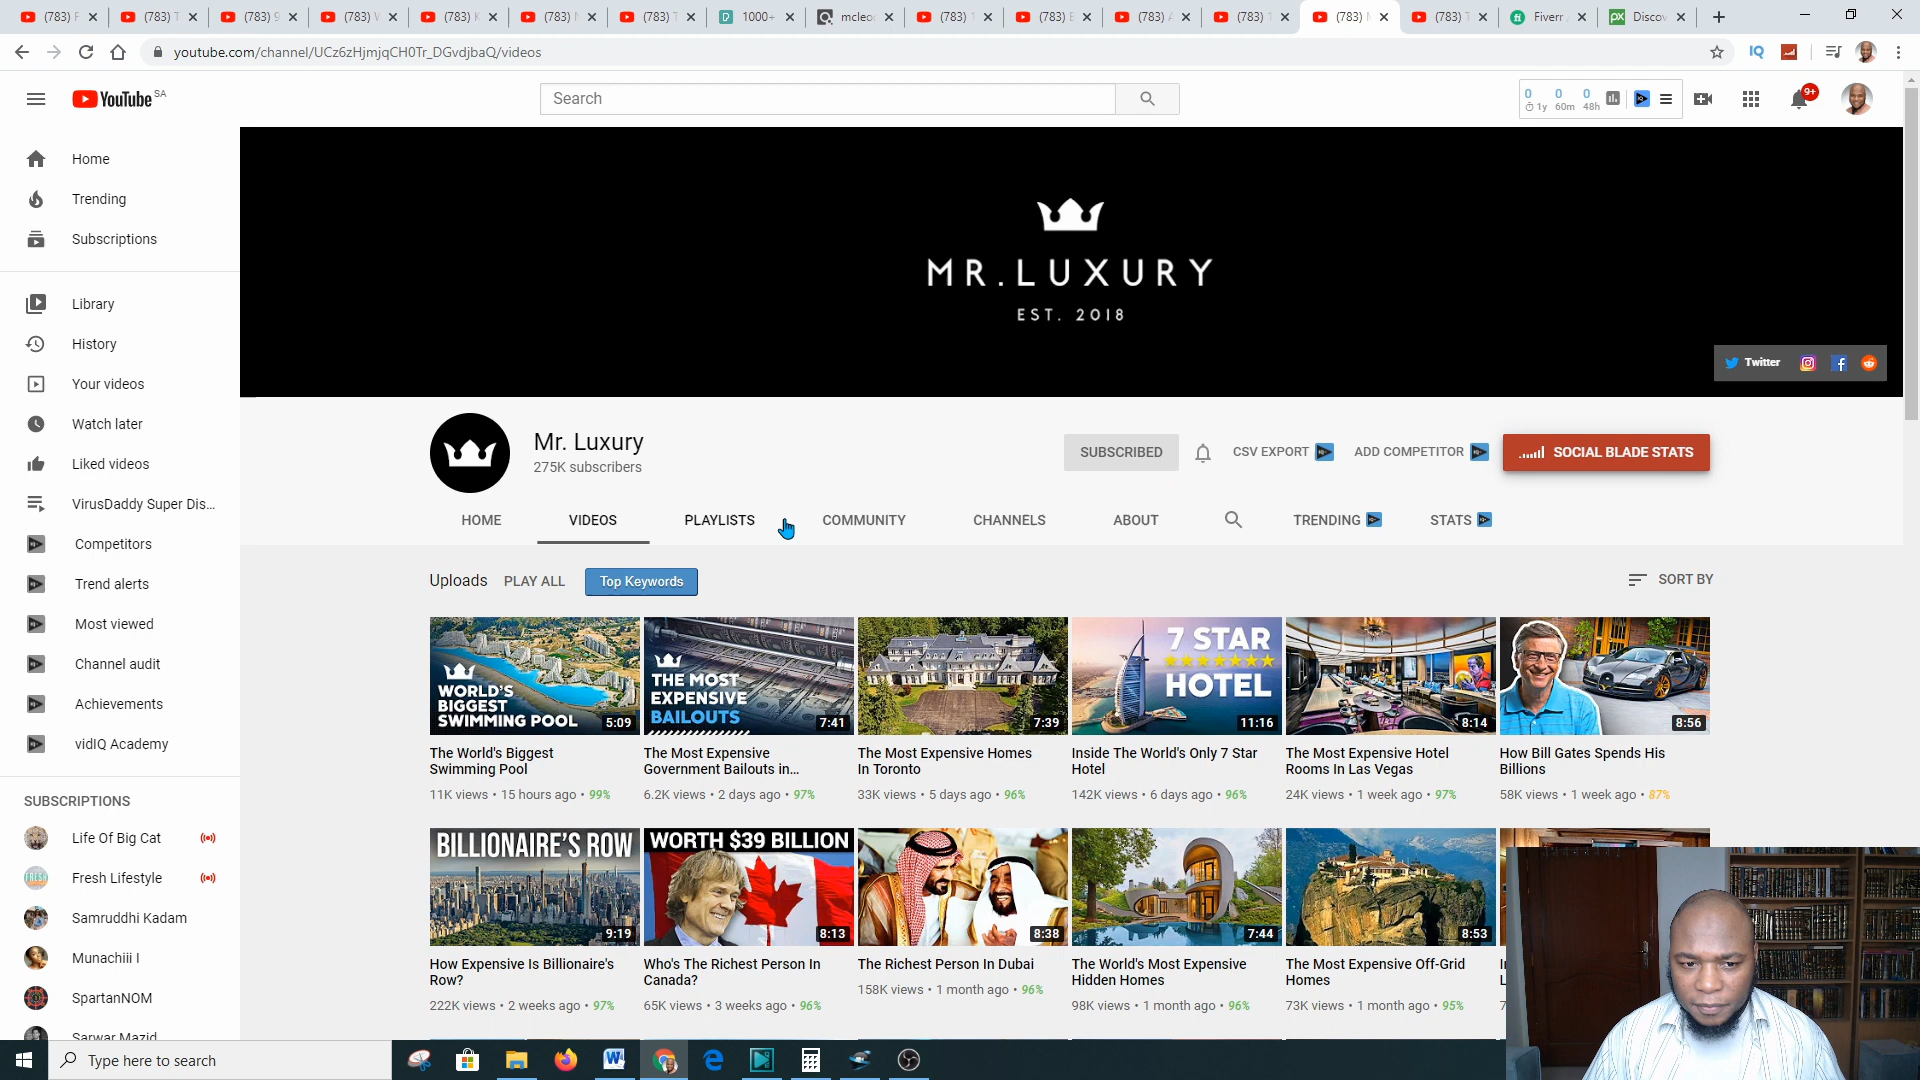 (783) F
(783) T
(783) 9
(783) V
(783) K
(783) N
(783) T
1000+
mcleo
(783) 1
(783) E
(783) A
(783) 1
(783) M
(783) T
Fiverr
Discov
youtube.com/channel/UCz6zHjmjqCH0Tr_DGvdjbaQ/videos
IQ
YouTube SA
Search
0 0 0
1y 60m 48h
9+
Home
Trending
Subscriptions
Library
History
Your videos
Watch later
Liked videos
VirusDaddy Super Dis...
Competitors
Trend alerts
Most viewed
Channel audit
Achievements
vidIQ Academy
SUBSCRIPTIONS
Life Of Big Cat
Fresh Lifestyle
Samruddhi Kadam
Munachiii I
SpartanNOM
Sarwar Mazid
MR.LUXURY
EST. 2018
Twitter
Mr. Luxury
275K subscribers
SUBSCRIBED
CSV EXPORT
ADD COMPETITOR
SOCIAL BLADE STATS
HOME VIDEOS PLAYLISTS COMMUNITY CHANNELS ABOUT TRENDING STATS
Uploads PLAY ALL Top Keywords
SORT BY
WORLD'S
BIGGEST
SWIMMING POOL
5:09
The World's Biggest
Swimming Pool
11K views • 15 hours ago • 99%
THE MOST
EXPENSIVE
BAILOUTS
7:41
The Most Expensive
Government Bailouts in...
6.2K views • 2 days ago • 97%
7:39
The Most Expensive Homes
In Toronto
33K views • 5 days ago • 96%
7 STAR
HOTEL
11:16
Inside The World's Only 7 Star
Hotel
142K views • 6 days ago • 96%
8:14
The Most Expensive Hotel
Rooms In Las Vegas
24K views • 1 week ago • 97%
8:56
How Bill Gates Spends His
Billions
58K views • 1 week ago • 87%
BILLIONAIRE'S ROW
9:19
How Expensive Is Billionaire's
Row?
222K views • 2 weeks ago • 97%
WORTH $39 BILLION
8:13
Who's The Richest Person In
Canada?
65K views • 3 weeks ago • 96%
8:38
The Richest Person In Dubai
158K views • 1 month ago • 96%
7:44
The World's Most Expensive
Hidden Homes
98K views • 1 month ago • 96%
8:53
The Most Expensive Off-Grid
Homes
73K views • 1 month ago • 95%
Type here to search